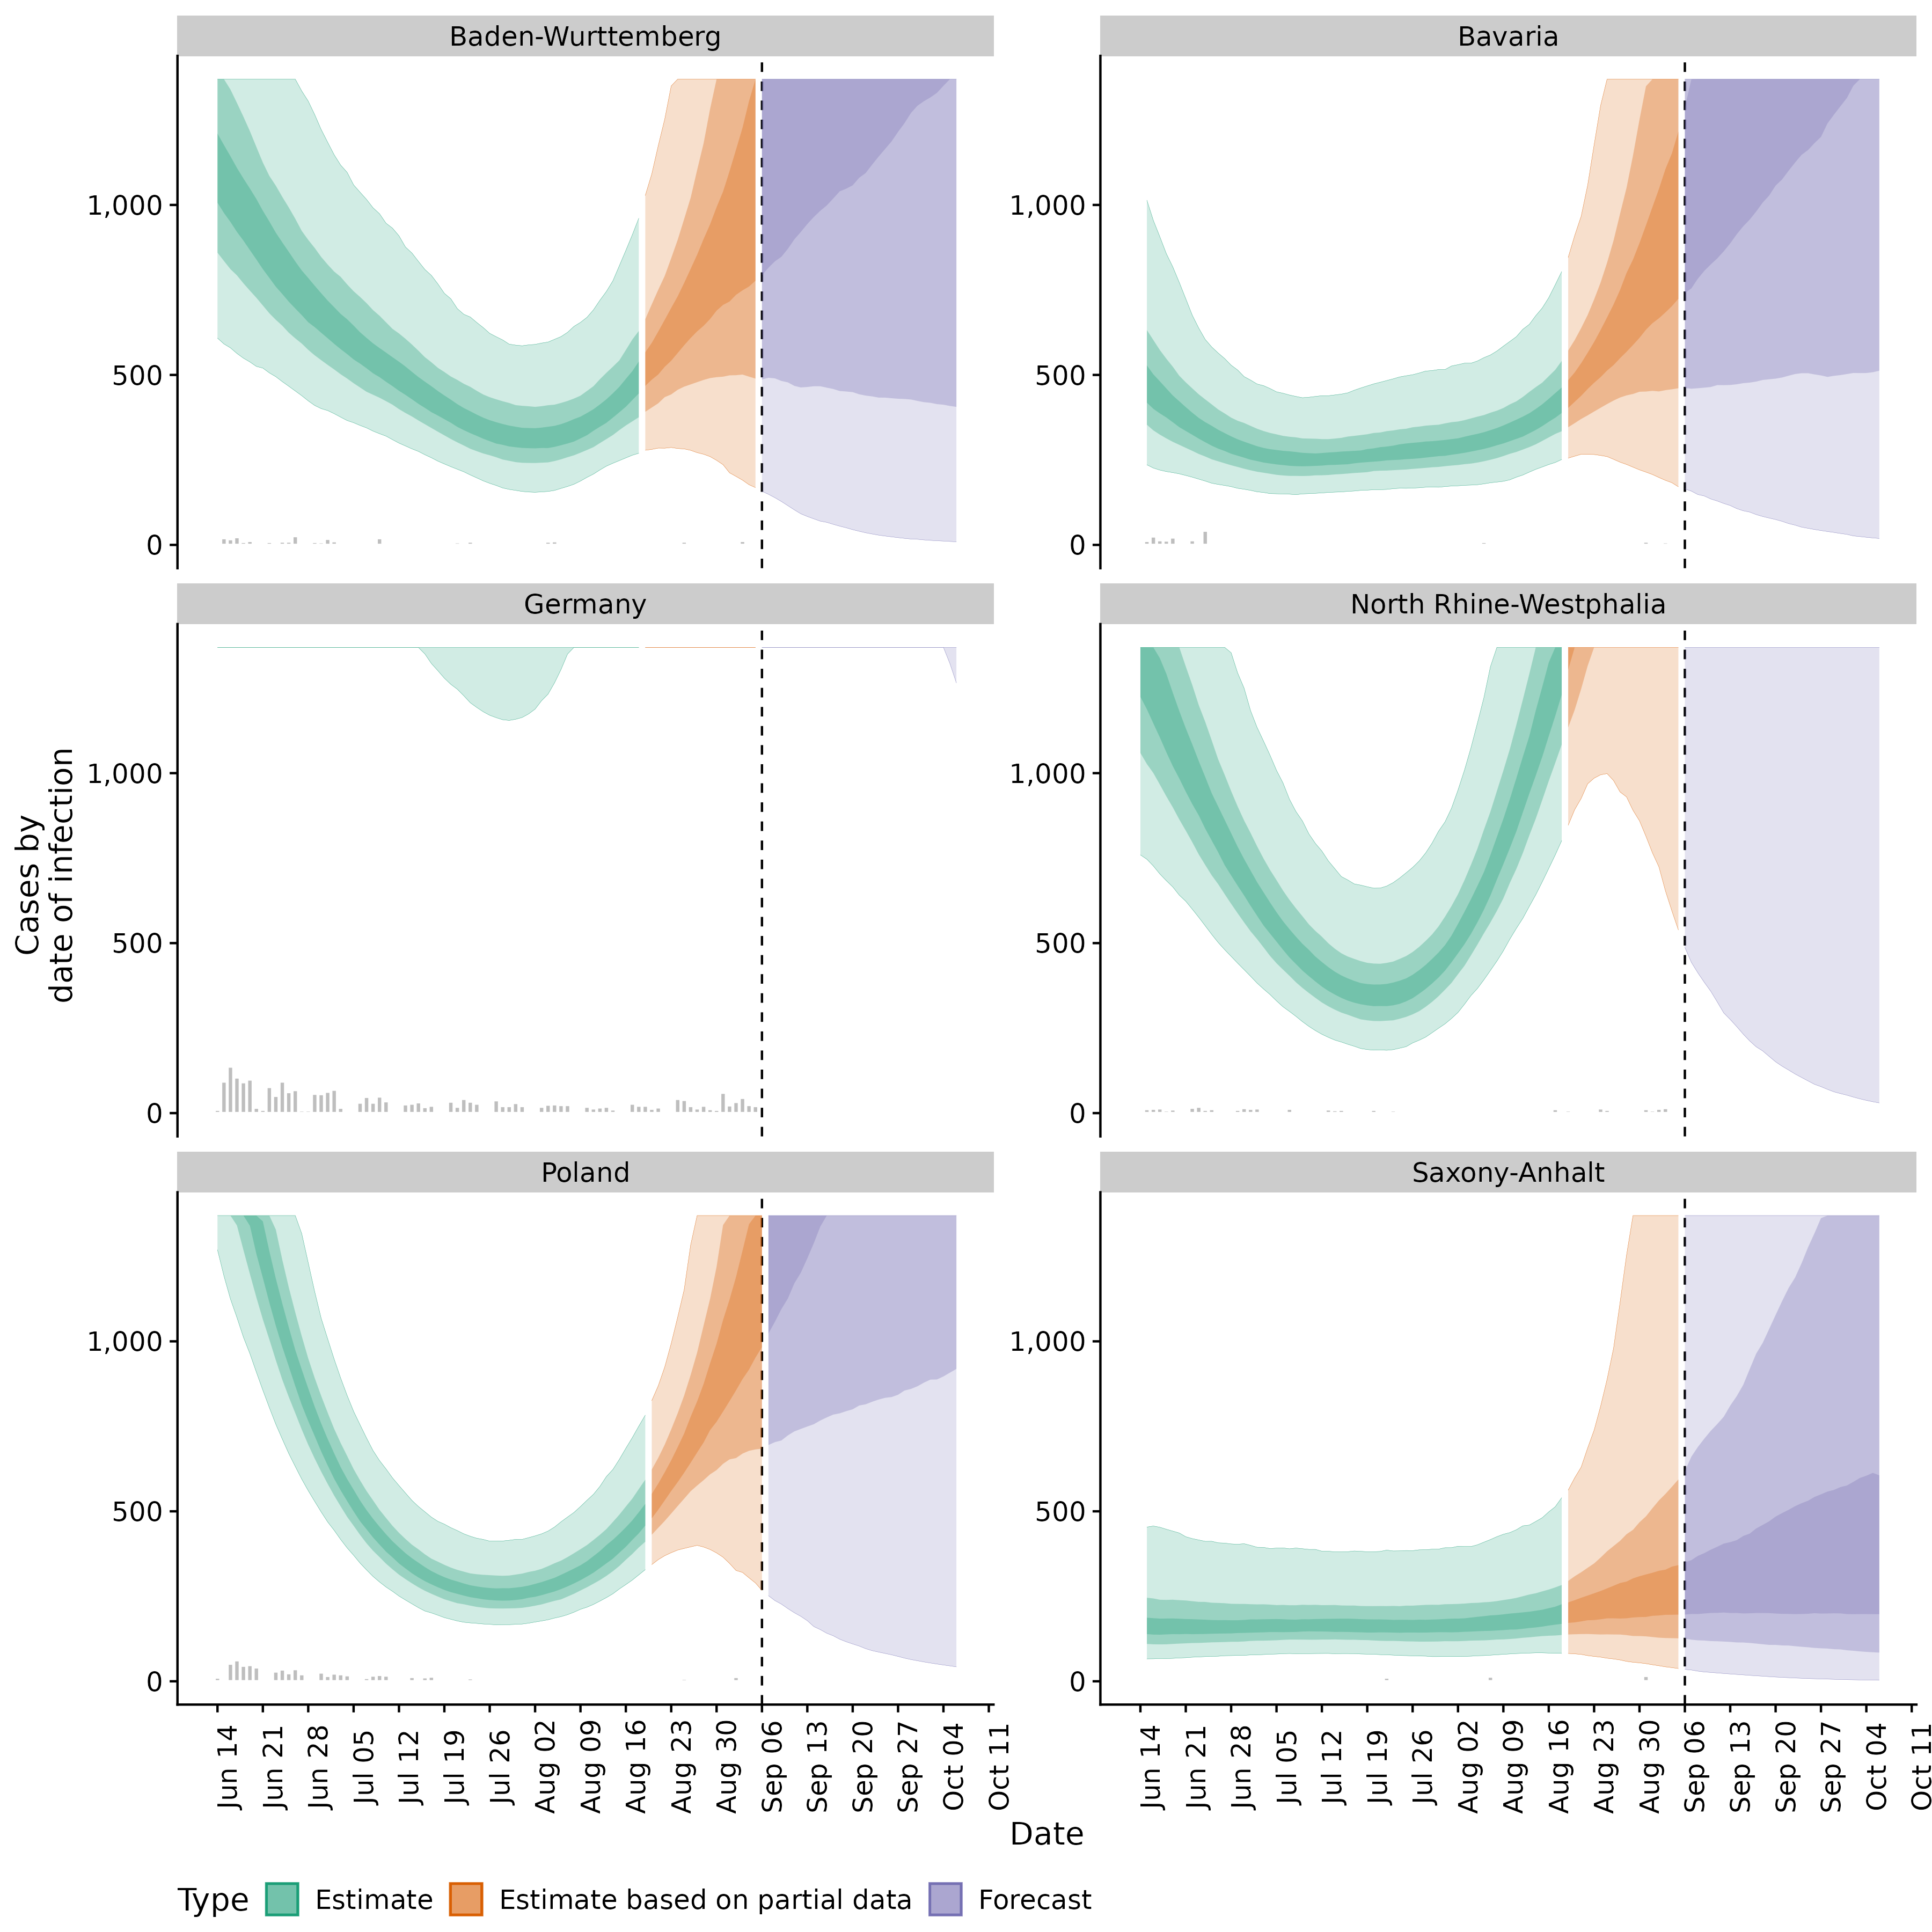 Baden-Wurttemberg
Bavaria
1,000
500
0
1,000
500
0
Germany
North Rhine-Westphalia
1,000
500
0
1,000
500
0
Poland
Saxony-Anhalt
1,000
500
0
1,000
500
0
Cases by
date of infection
Jun 14
Jun 21
Jun 28
Jul 05
Jul 12
Jul 19
Jul 26
Aug 02
Aug 09
Aug 16
Aug 23
Aug 30
Sep 06
Sep 13
Sep 20
Sep 27
Oct 04
Oct 11
Jun 14
Jun 21
Jun 28
Jul 05
Jul 12
Jul 19
Jul 26
Aug 02
Aug 09
Aug 16
Aug 23
Aug 30
Sep 06
Sep 13
Sep 20
Sep 27
Oct 04
Oct 11
Date
Type Estimate Estimate based on partial data Forecast